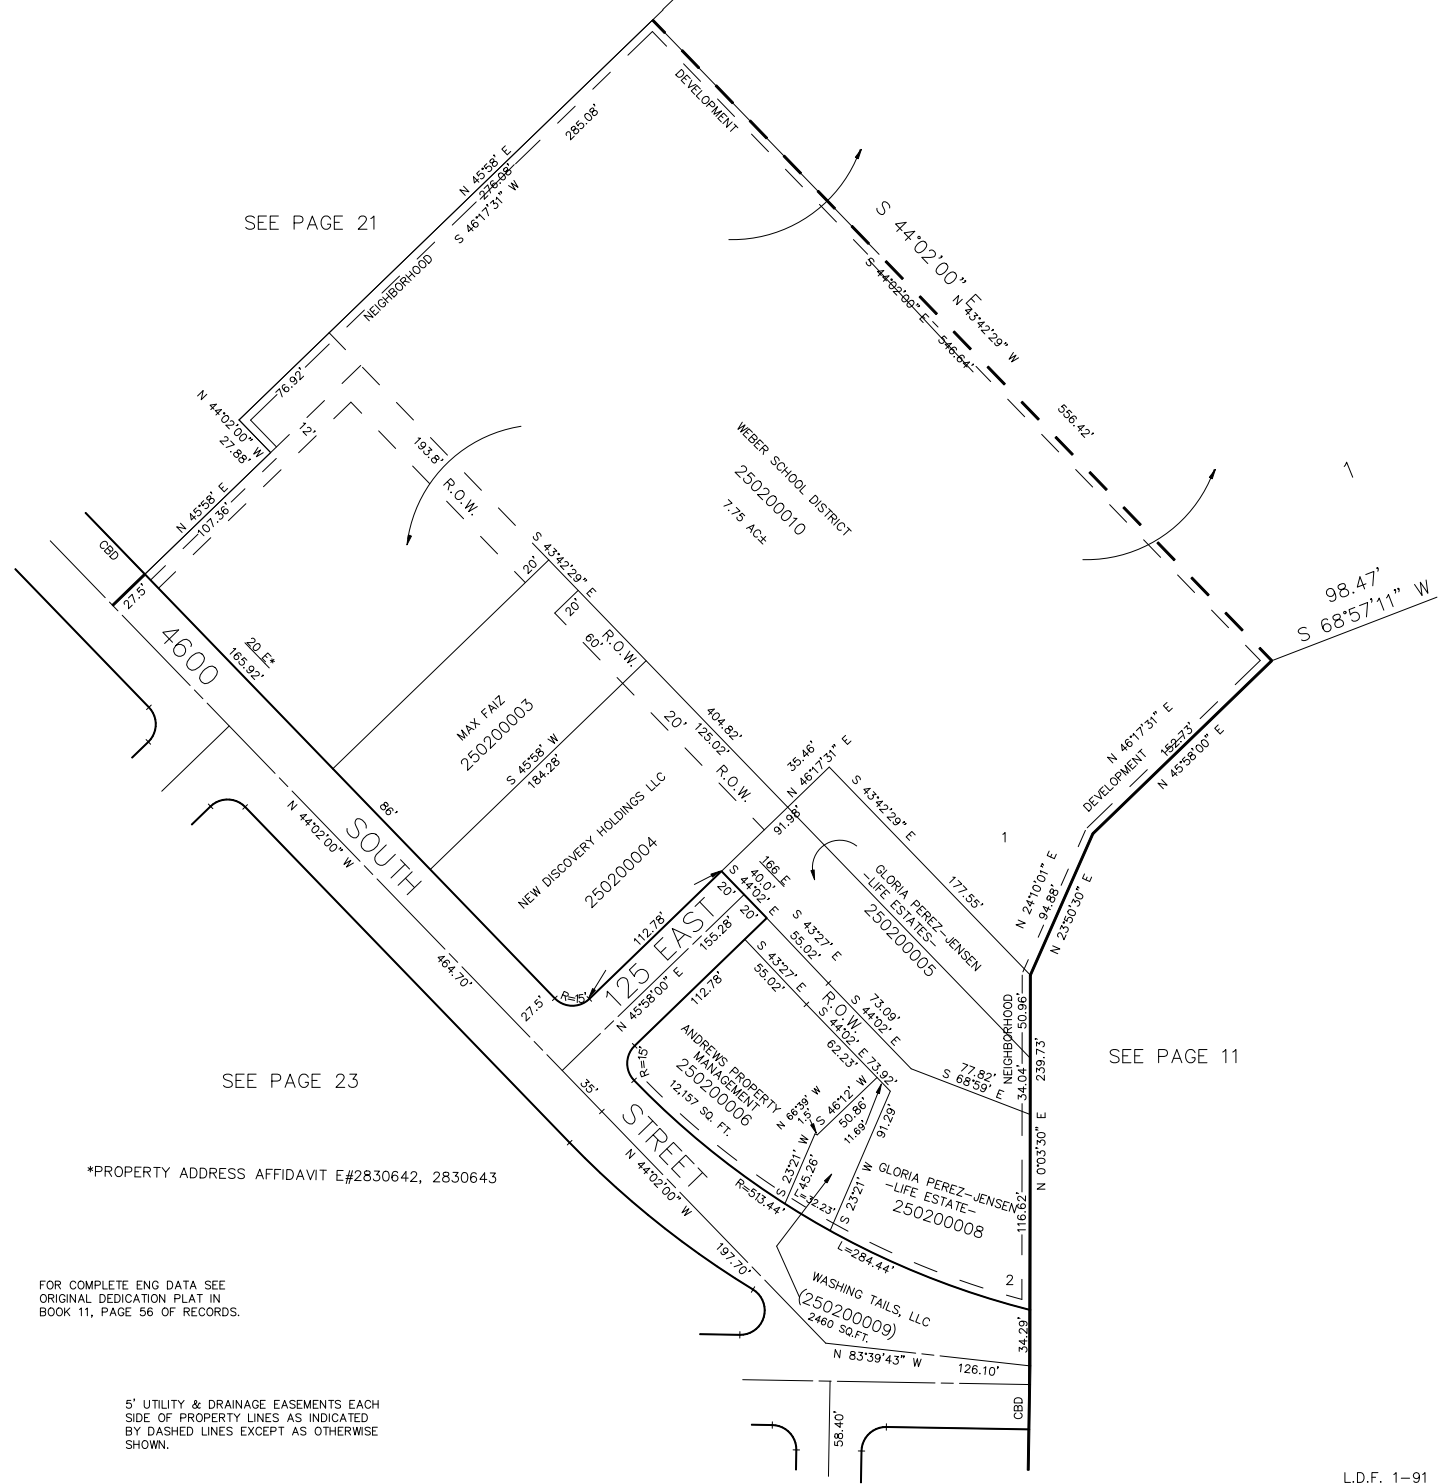 DEVELOPMENT
285.08'
N 45°58' E
276.08'
S 46°17'31" W
SEE PAGE 21
NEIGHBORHOOD
S 44°02'00" E
S 44°02'00" E
546.64'
N 43°42'29" W
76.92'
N 44°02'00" W
27.88'
12'
193.8'
R.O.W.
556.42'
WEBER SCHOOL DISTRICT
250200010
7.75 AC±
1
N 45°58' E
107.36'
CBD
27.5'
S 43°42'29" E
20'
20'
60'
R.O.W.
98.47'
S 68°57'11" W
4600
20 E*
165.92'
MAX FAIZ
250200003
S 45°58' W
184.28'
20'
404.82'
125.02'
R.O.W.
N 46°17'31" E
152.73'
DEVELOPMENT
N 45°58'00" E
35.46'
N 46°17'31" E
S 43°42'29" E
91.98'
86'
SOUTH
N 44°02'00" W
NEW DISCOVERY HOLDINGS LLC
250200004
1
166 E
40.0'
S 44°02' E
20'
20'
GLORIA PEREZ-JENSEN
-LIFE ESTATES-
250200005
177.55'
N 24°10'01" E
94.88'
N 23°50'30" E
112.78'
125 EAST
155.28'
N 45°58'00" E
464.70'
27.5'
R=15'
S 43°27' E
55.02'
S 43°27' E
55.02'
112.78'
R.O.W.
73.09'
S 44°02' E
S 44°02' E
62.23'
73.92'
NEIGHBORHOOD
50.96'
34.04'
239.73'
SEE PAGE 11
77.82'
S 68°59' E
SEE PAGE 23
35'
R=15'
ANDREWS PROPERTY
MANAGEMENT
250200006
12,157 SQ. FT.
N 66°39' W
1.5'
S 46°12' W
50.86'
11.69'
91.29'
STREET
N 44°02'00" W
S 23°21' W
45.26'
S 23°21' W
L=32.23'
R=513.44'
GLORIA PEREZ-JENSEN
-LIFE ESTATE-
250200008
116.62'
N 0°03'30" E
*PROPERTY ADDRESS AFFIDAVIT E#2830642, 2830643
197.70'
L=284.44'
2
WASHING TAILS, LLC
(250200009)
2460 SQ.FT.
FOR COMPLETE ENG DATA SEE
ORIGINAL DEDICATION PLAT IN
BOOK 11, PAGE 56 OF RECORDS.
34.29'
N 83°39'43" W
126.10'
CBD
58.40'
5' UTILITY & DRAINAGE EASEMENTS EACH
SIDE OF PROPERTY LINES AS INDICATED
BY DASHED LINES EXCEPT AS OTHERWISE
SHOWN.
L.D.F. 1-91